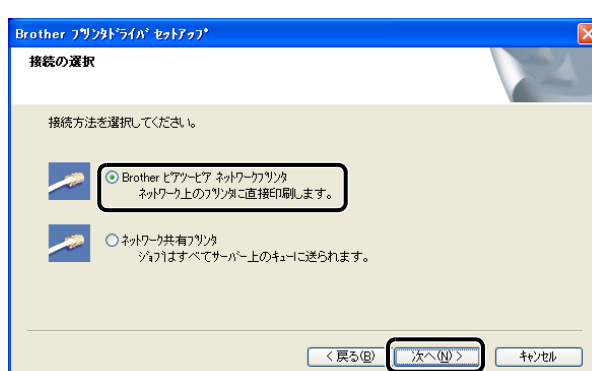 Brother ﾌﾟﾘﾝﾀﾄﾞﾗｲﾊﾞ ｾｯﾄｱｯﾌﾟ
接続の選択
接続方法を選択してください。
Brother ﾋﾟｱﾂｰﾋﾟｱ ﾈｯﾄﾜｰｸﾌﾟﾘﾝﾀ
ﾈｯﾄﾜｰｸ上のﾌﾟﾘﾝﾀに直接印刷します。
ﾈｯﾄﾜｰｸ共有ﾌﾟﾘﾝﾀ
ｼﾞｮﾌﾞはすべてｻｰﾊﾞｰ上のｷｭｰに送られます。
< 戻る(B) 次へ(N) > ｷｬﾝｾﾙ